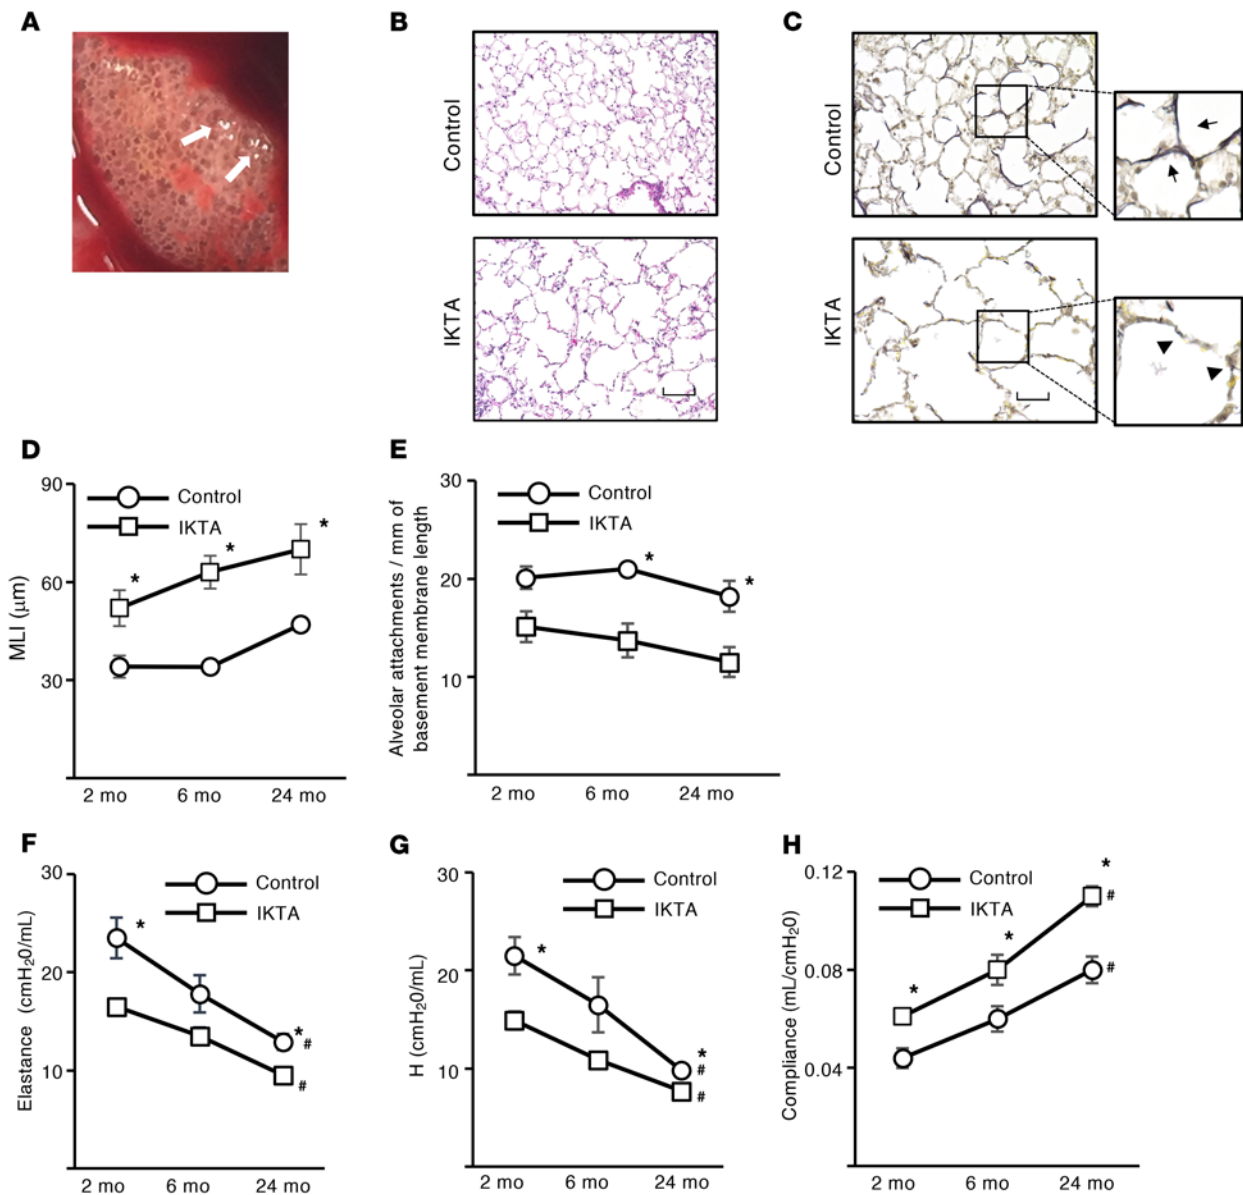 A
B
C
Control
IKTA
Control
IKTA
D
90
60
30
MLI (μm)
Control
IKTA
*
*
*
2 mo
6 mo
24 mo
E
30
20
10
Alveolar attachments / mm of
basement membrane length
Control
IKTA
*
*
2 mo
6 mo
24 mo
F
30
20
10
Elastance (cmH₂0/mL)
Control
IKTA
*
*
#
#
2 mo
6 mo
24 mo
G
30
20
10
H (cmH₂0/mL)
Control
IKTA
*
*
#
#
2 mo
6 mo
24 mo
H
0.12
0.08
0.04
Compliance (mL/cmH₂0)
Control
IKTA
*
*
*
#
#
2 mo
6 mo
24 mo